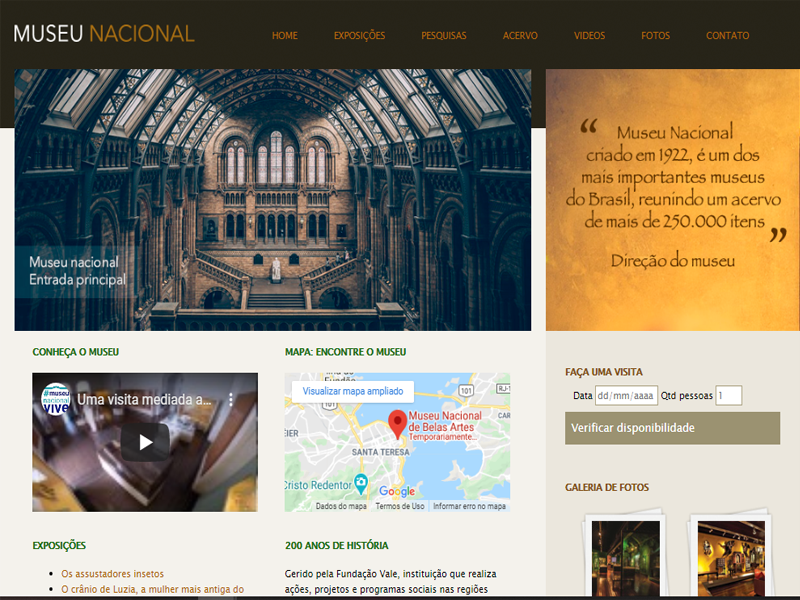 MUSEU NACIONAL
HOME EXPOSIÇÕES PESQUISAS ACERVO VIDEOS FOTOS CONTATO
Museu nacional
Entrada principal
“ Museu Nacional
criado em 1922, é um dos
mais importantes museus
do Brasil, reunindo um acervo
de mais de 250.000 itens ”
Direção do museu
CONHEÇA O MUSEU
#museu
nacional
vive
Uma visita mediada a...
MAPA: ENCONTRE O MUSEU
Visualizar mapa ampliado
101
101
RJ-1
Museu Nacional
de Belas Artes
Temporariamente...
SANTA TERESA
Cristo Redentor
Google
Dados do mapa Termos de Uso Informar erro no mapa
FAÇA UMA VISITA
Data dd/mm/aaaa Qtd pessoas 1
Verificar disponibilidade
GALERIA DE FOTOS
EXPOSIÇÕES
• Os assustadores insetos
• O crânio de Luzia, a mulher mais antiga do
200 ANOS DE HISTÓRIA
Gerido pela Fundação Vale, instituição que realiza
ações, projetos e programas sociais nas regiões